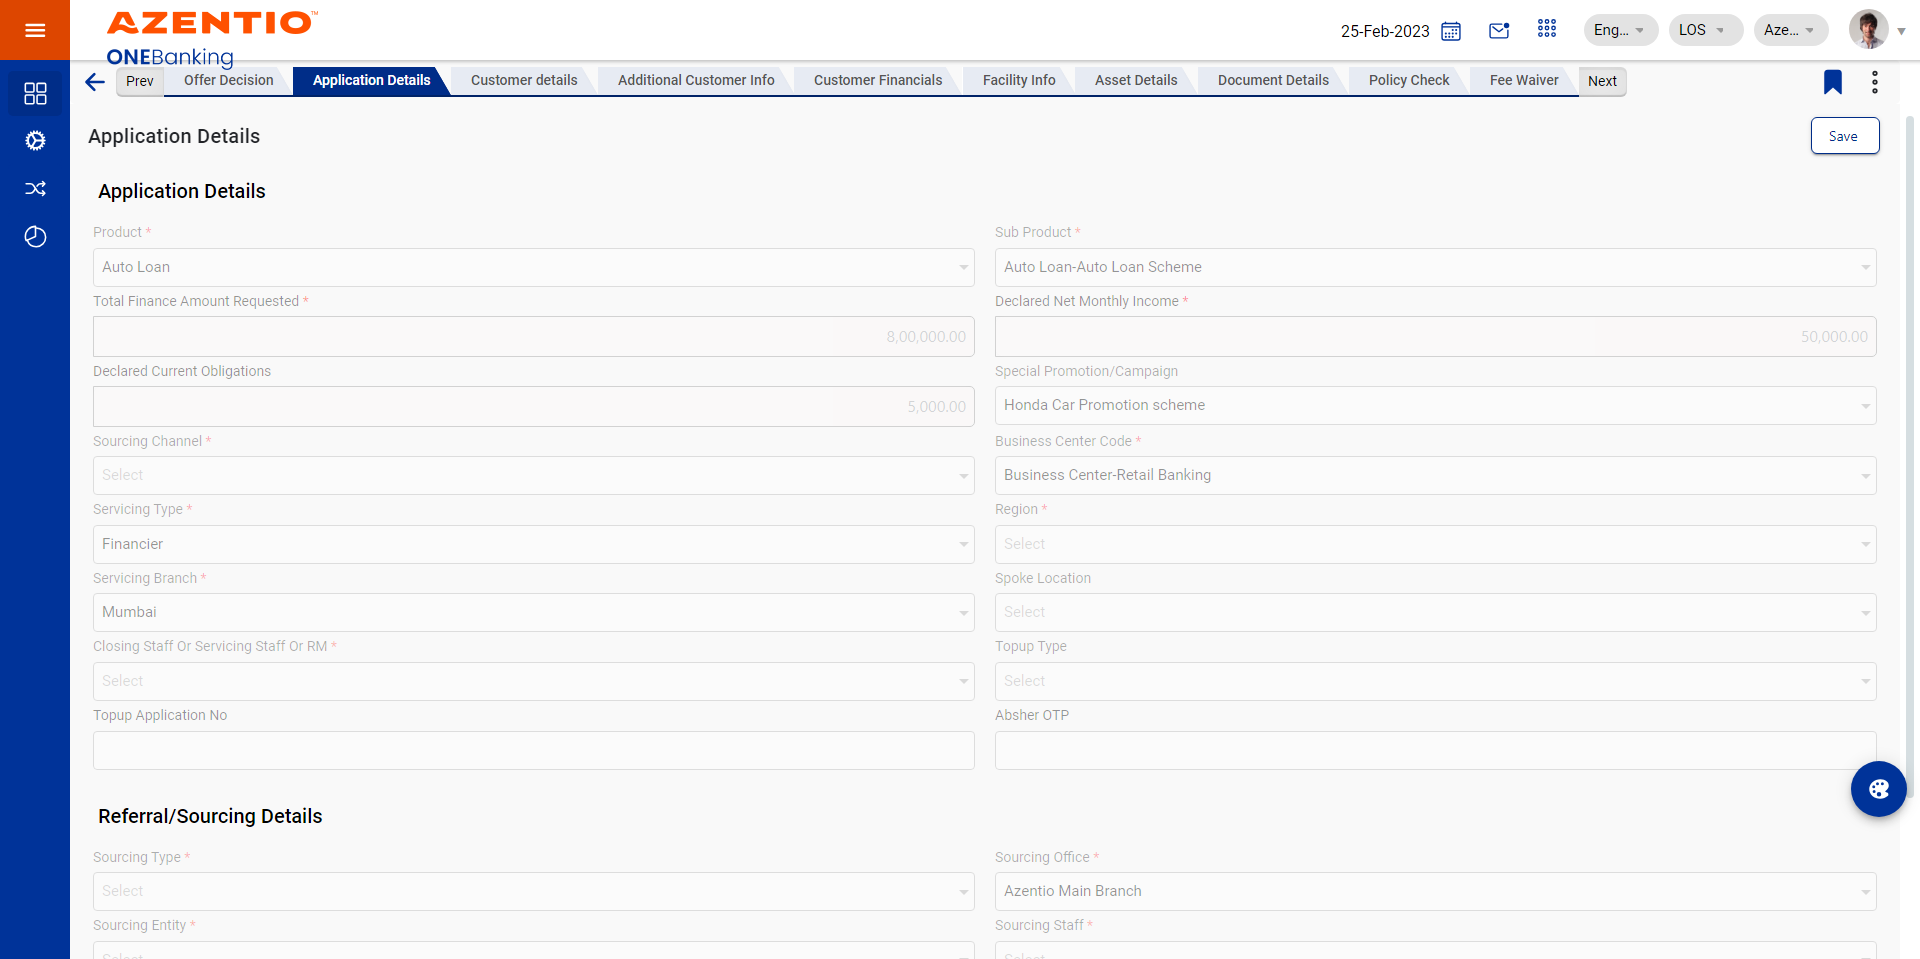 AZENTIO™
ONEBanking
25-Feb-2023
Eng...
LOS
Aze...
Prev
Offer Decision
Application Details
Customer details
Additional Customer Info
Customer Financials
Facility Info
Asset Details
Document Details
Policy Check
Fee Waiver
Next
Application Details
Save
Application Details
Product *
Sub Product *
Auto Loan
Auto Loan-Auto Loan Scheme
Total Finance Amount Requested *
Declared Net Monthly Income *
8,00,000.00
50,000.00
Declared Current Obligations
Special Promotion/Campaign
5,000.00
Honda Car Promotion scheme
Sourcing Channel *
Business Center Code *
Select
Business Center-Retail Banking
Servicing Type *
Region *
Financier
Select
Servicing Branch *
Spoke Location
Mumbai
Select
Closing Staff Or Servicing Staff Or RM *
Topup Type
Select
Select
Topup Application No
Absher OTP
Referral/Sourcing Details
Sourcing Type *
Sourcing Office *
Select
Azentio Main Branch
Sourcing Entity *
Sourcing Staff *
Select
Select